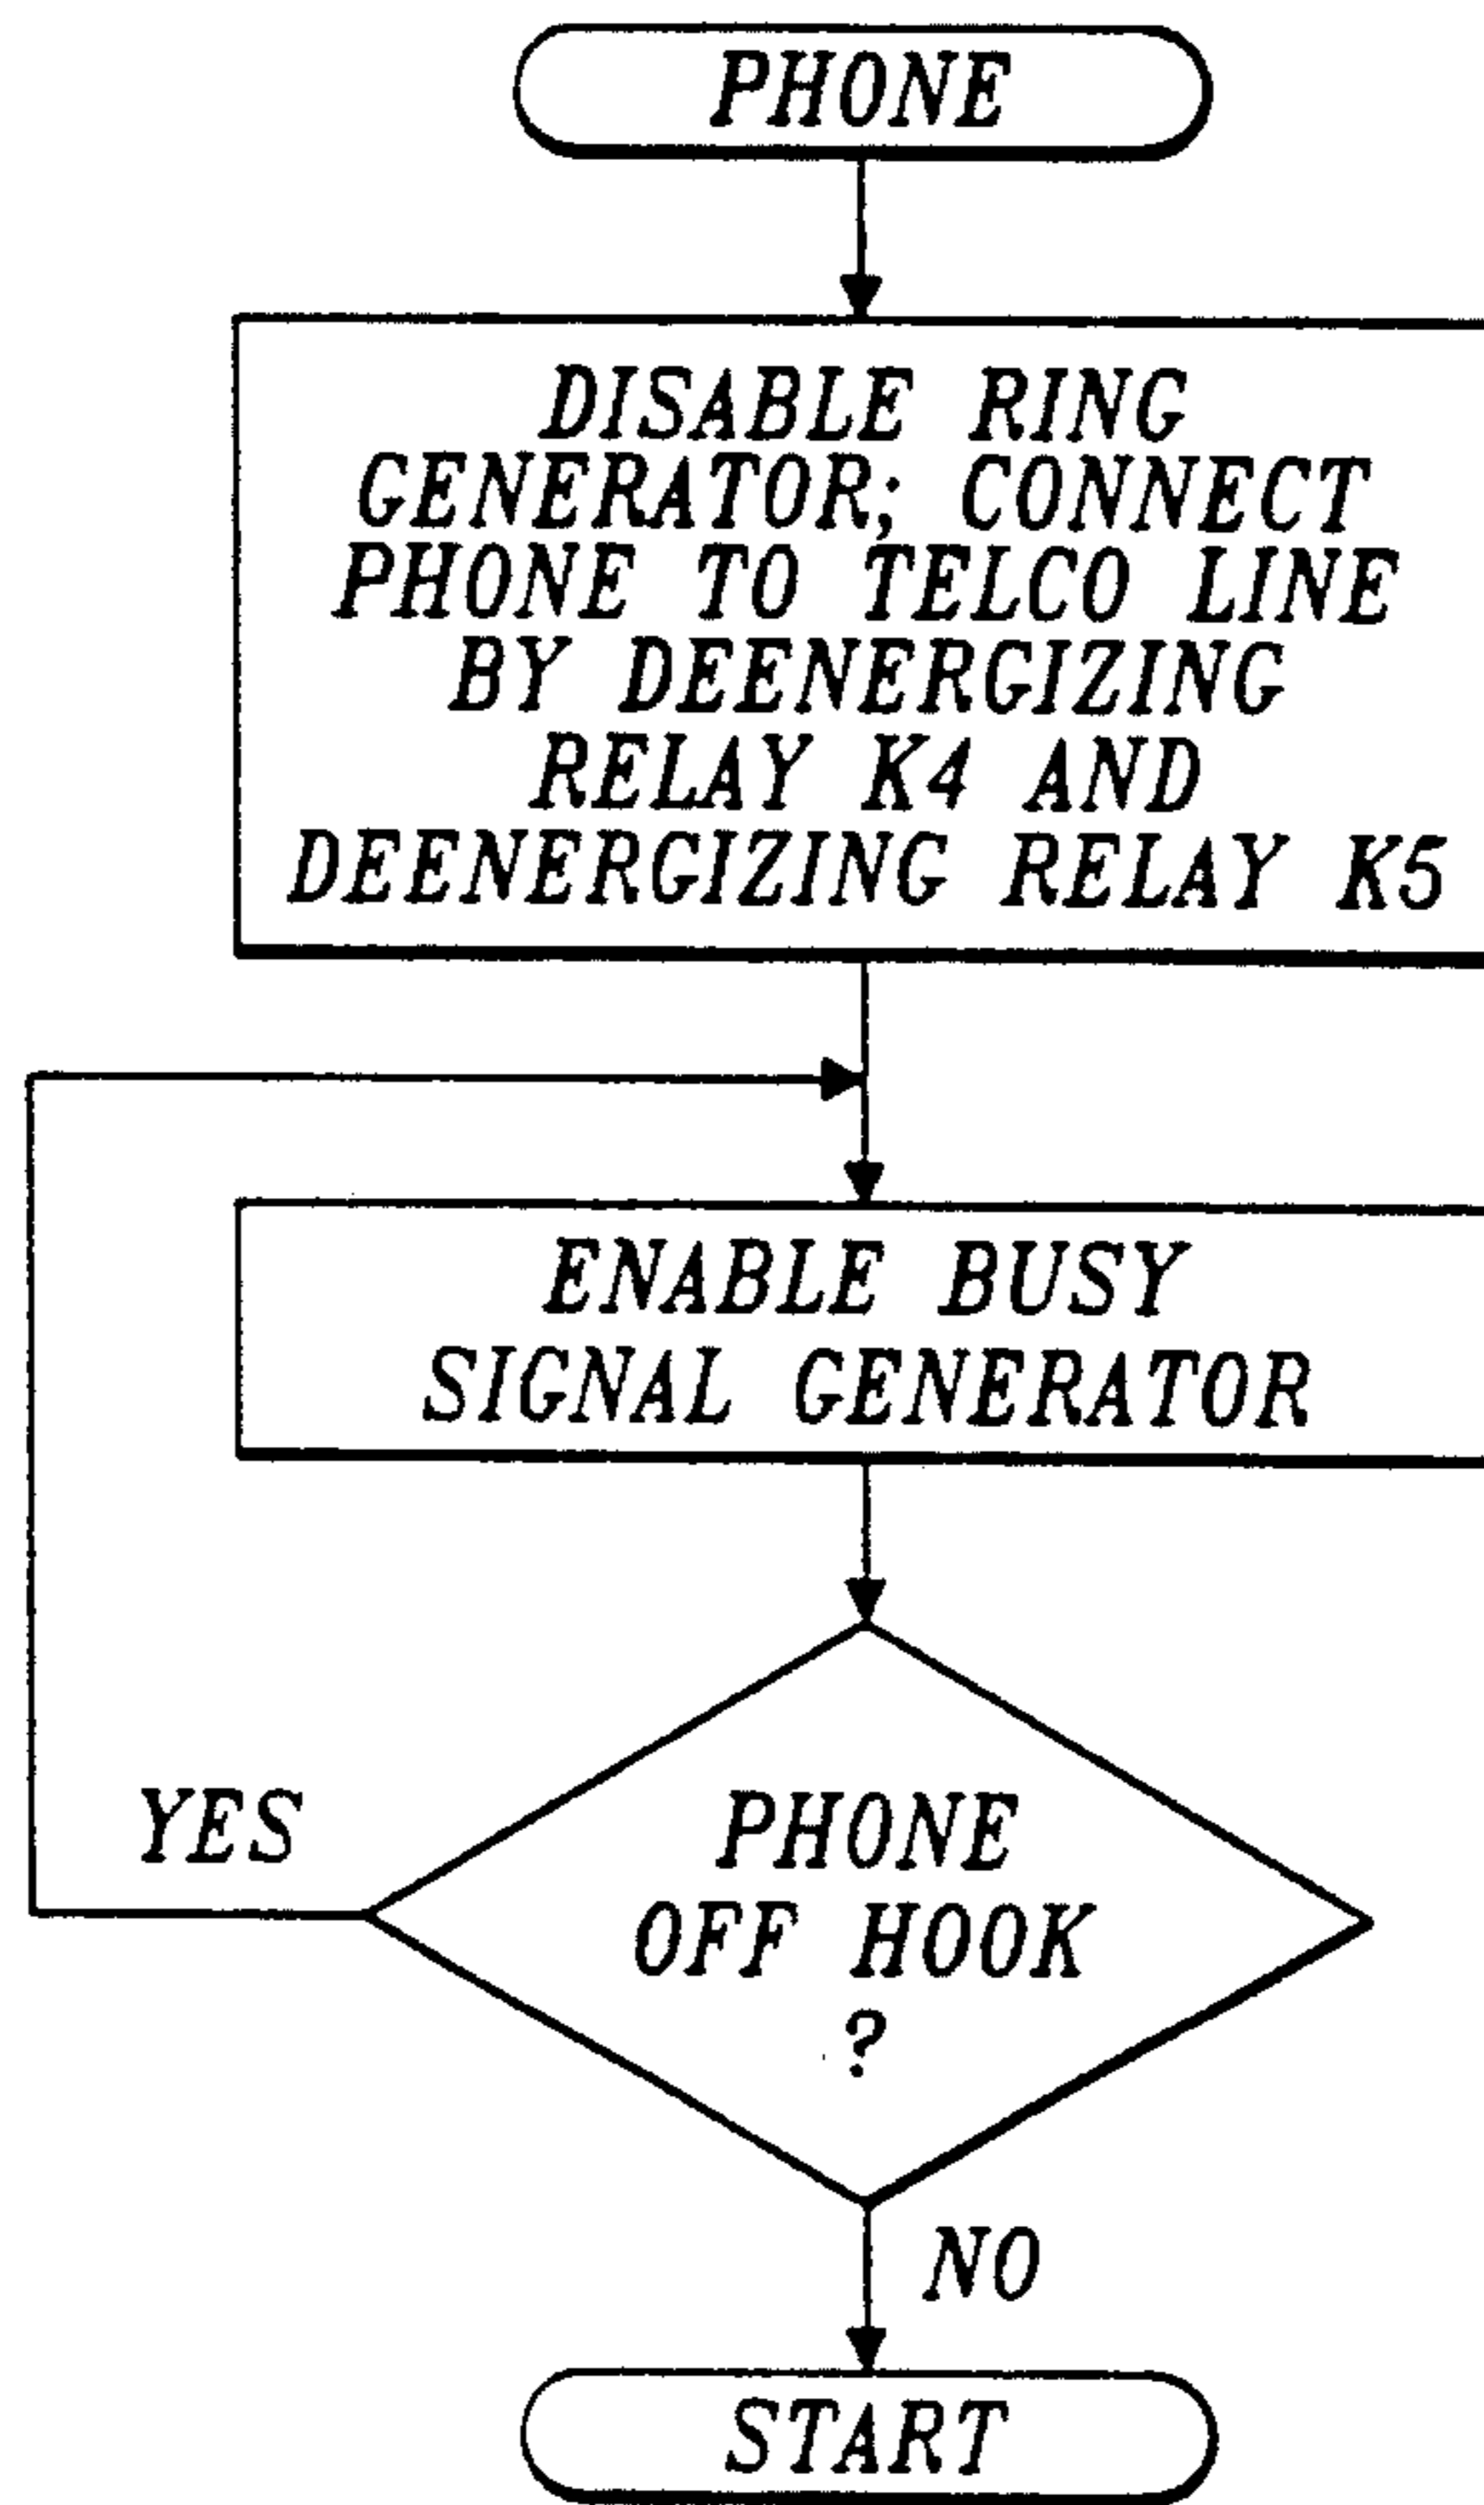 PHONE
DISABLE RING
GENERATOR; CONNECT
PHONE TO TELCO LINE
BY DEENERGIZING
RELAY K4 AND
DEENERGIZING RELAY K5
ENABLE BUSY
SIGNAL GENERATOR
YES
PHONE
OFF HOOK
?
NO
START